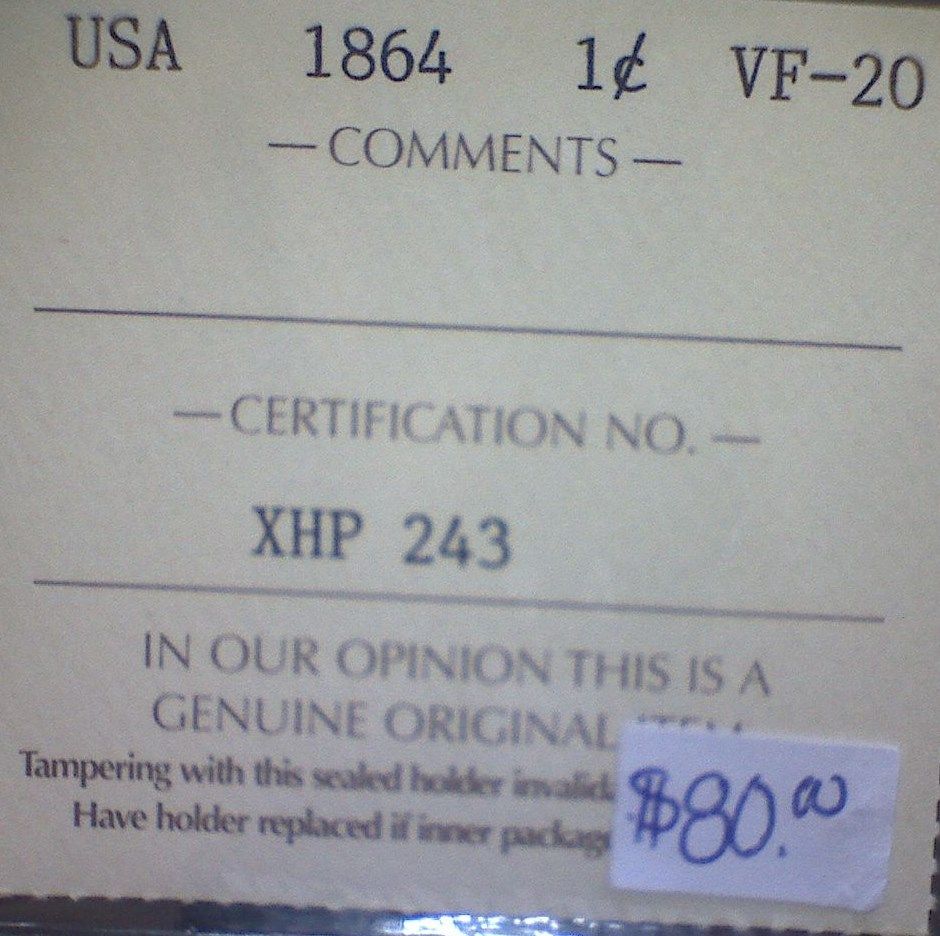 USA 1864 1¢ VF-20
— COMMENTS —
— CERTIFICATION NO. —
XHP 243
IN OUR OPINION THIS IS A
GENUINE ORIGINAL
Tampering with this sealed holder
Have holder replaced if inner
$80.00